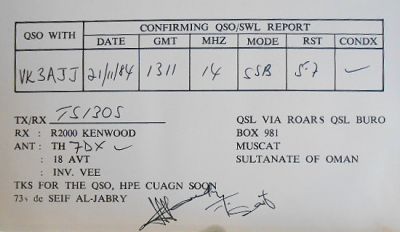 QSO WITH CONFIRMING QSO/SWL REPORT
DATE GMT MHZ MODE RST CONDX
VK3AJJ 21/11/84 1311 14 SSB 5-7 ✓
TX/RX : TS130S QSL VIA ROARS QSL BURO
RX : R2000 KENWOOD BOX 981
ANT : TH 7DX ✓ MUSCAT
: 18 AVT SULTANATE OF OMAN
: INV. VEE
TKS FOR THE QSO, HPE CUAGN SOON
73s de SEIF AL-JABRY